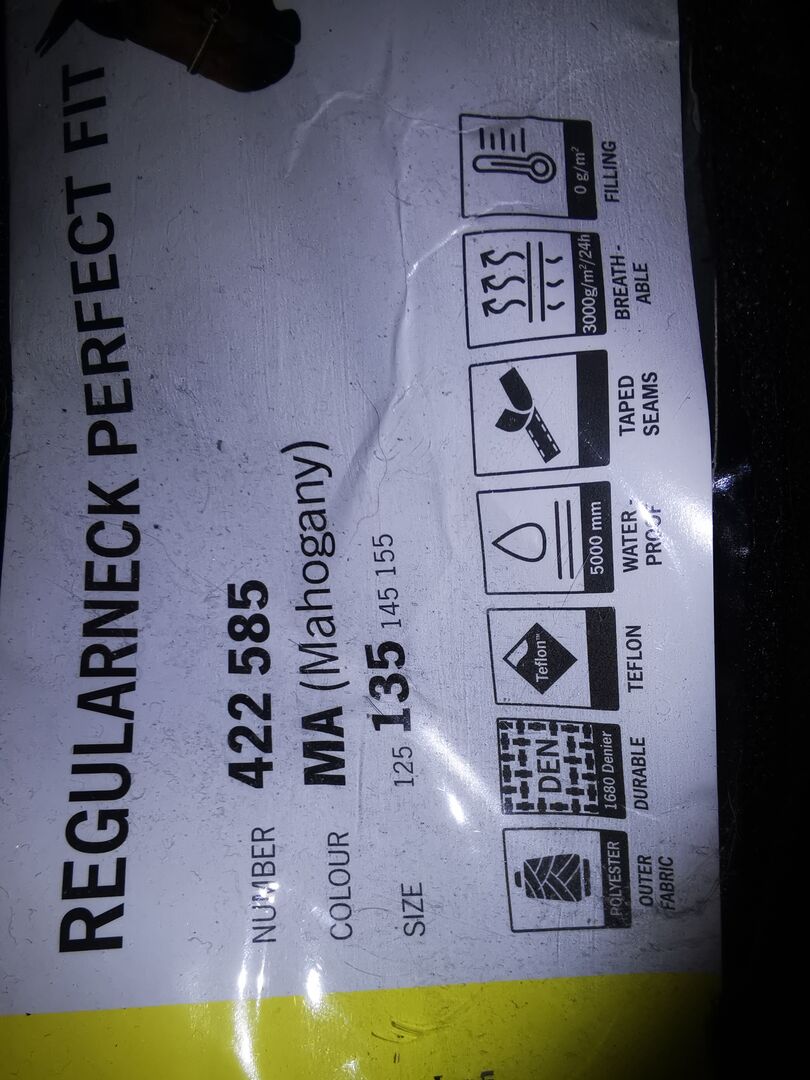 REGULARNECK PERFECT FIT
NUMBER 422 585
COLOUR MA (Mahogany)
SIZE 125 135 145 155
POLYESTER
OUTER
FABRIC
DEN
1680 Denier
DURABLE
Teflon™
TEFLON
5000 mm
WATER-
PROOF
TAPED
SEAMS
3000g/m²/24h
BREATH-
ABLE
0 g/m²
FILLING